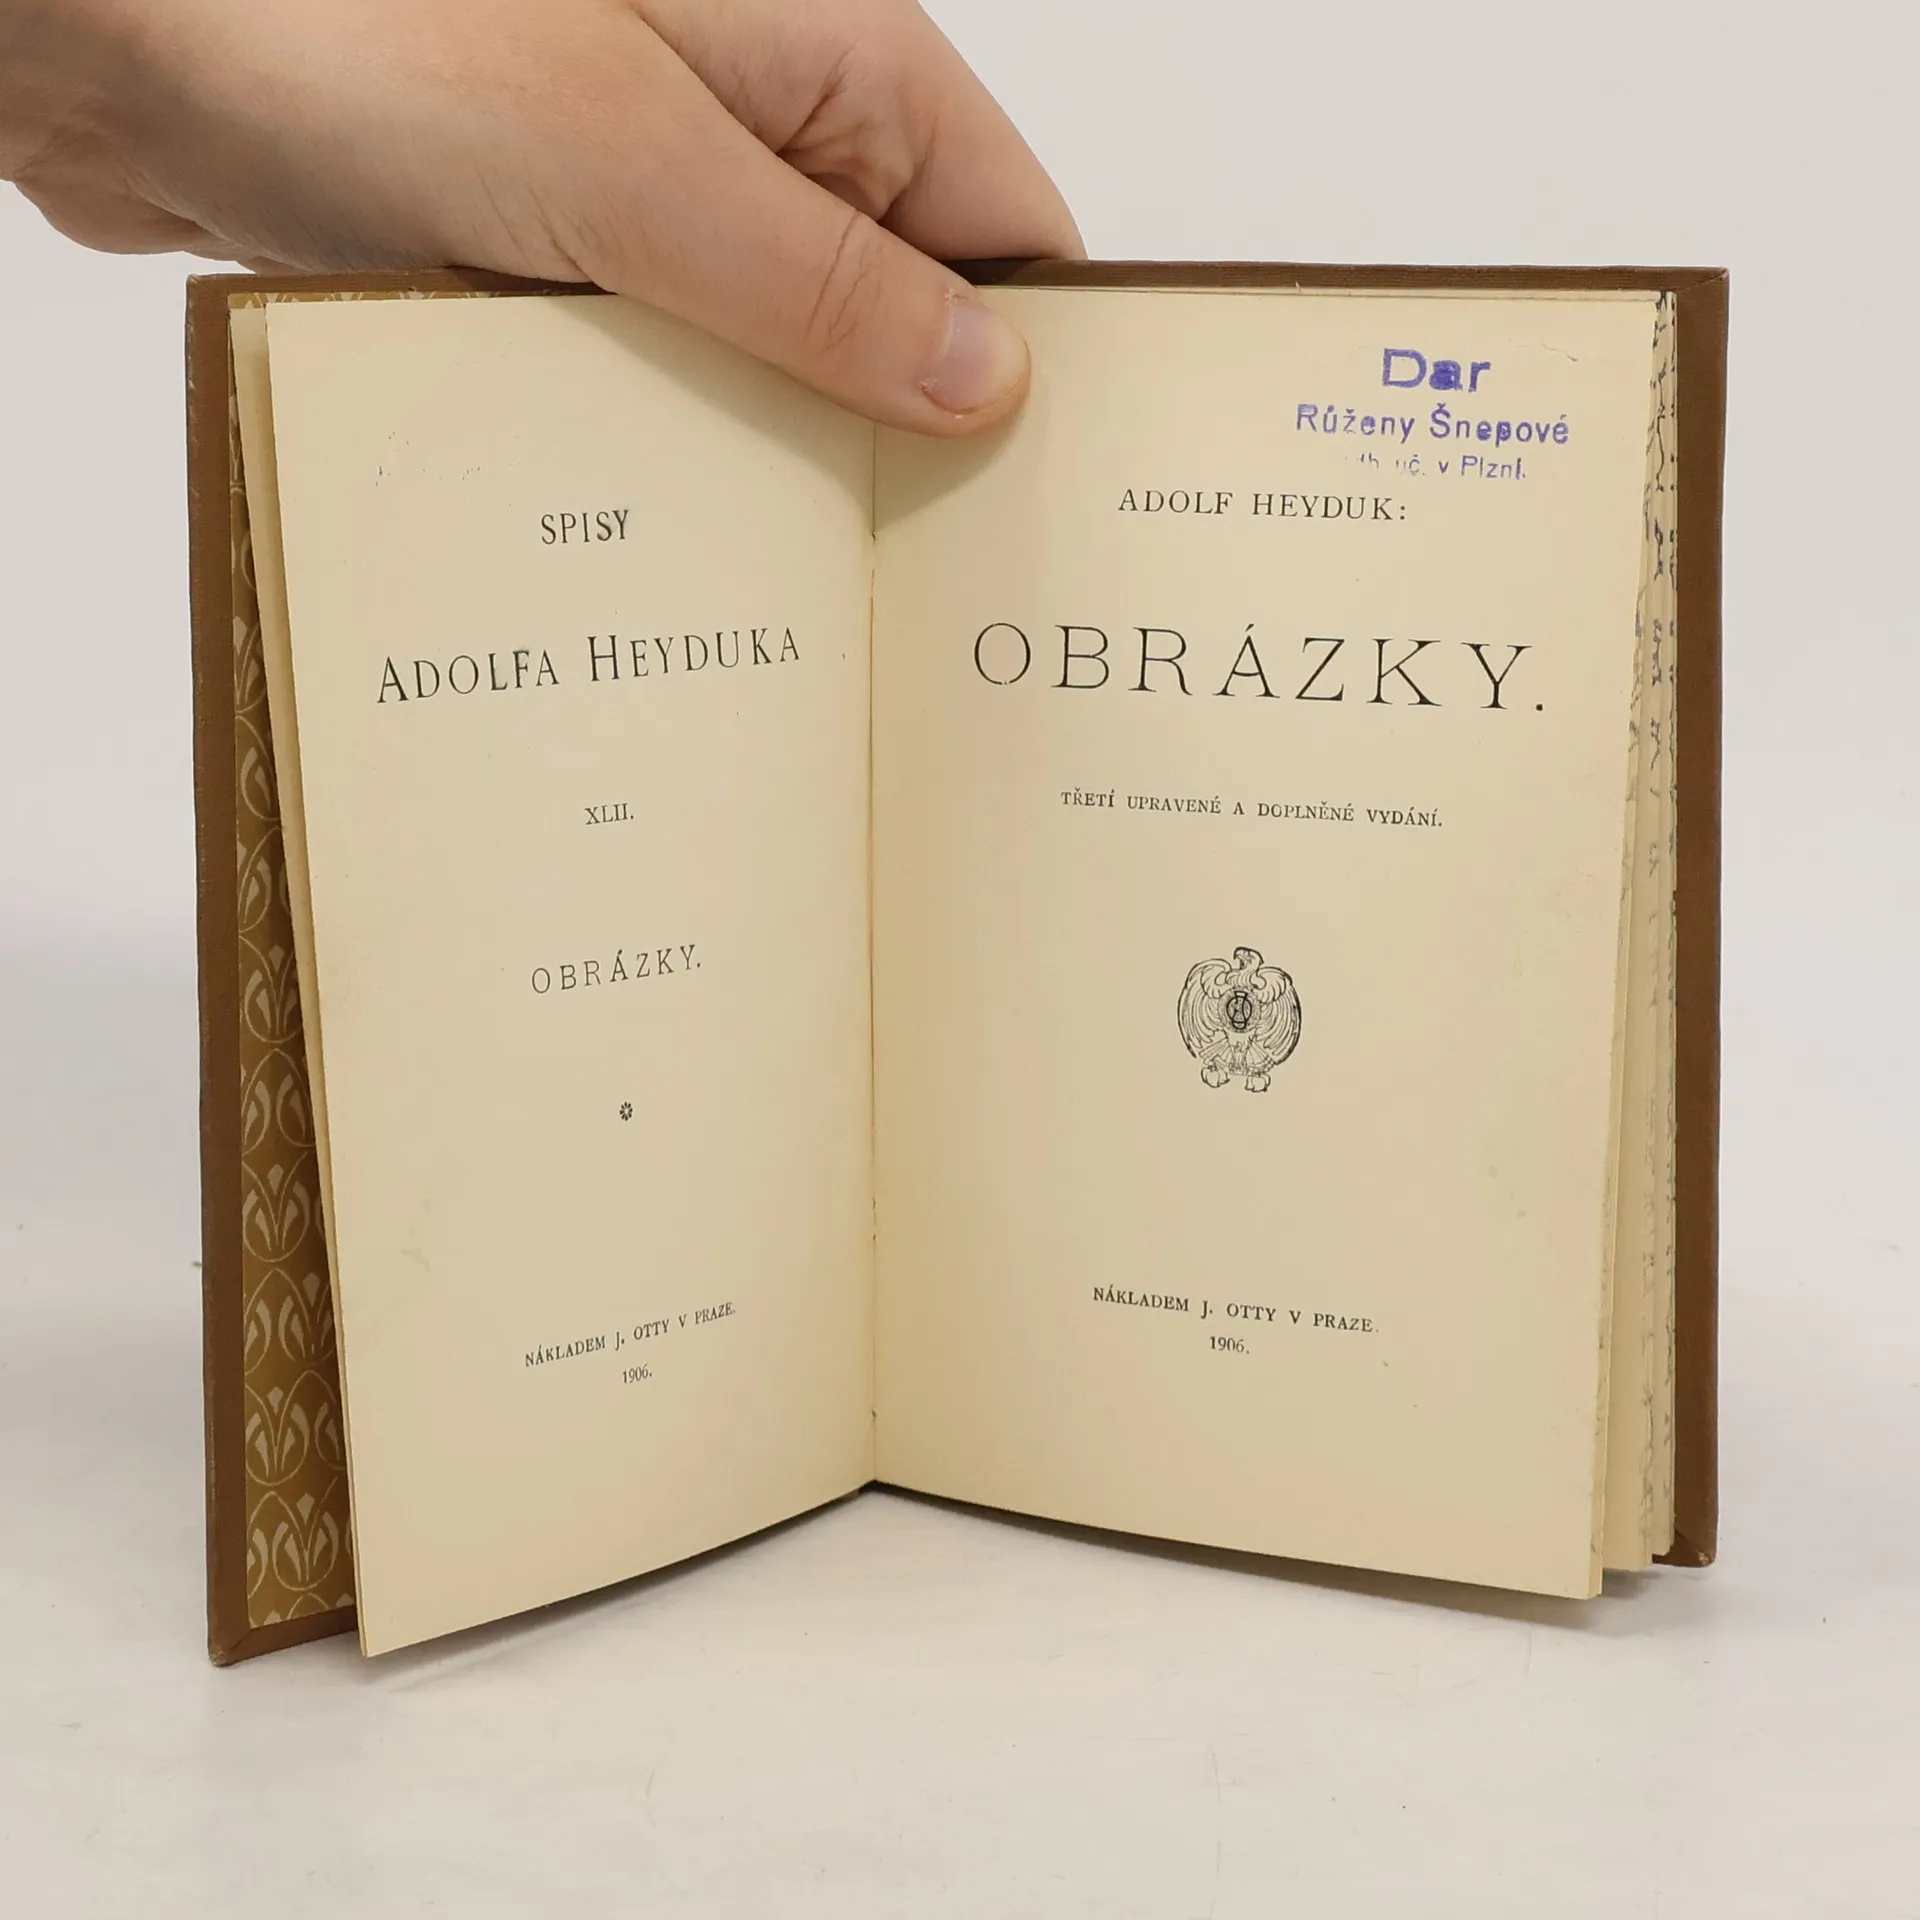 SPISY
ADOLFA HEYDUKA
XLII.
OBRÁZKY.
NÁKLADEM J. OTTY V PRAZE.
1906.
Dar
Růženy Šnepové
uč. v Plzni.
ADOLF HEYDUK:
OBRÁZKY.
TŘETÍ UPRAVENÉ A DOPLNĚNÉ VYDÁNÍ.
NÁKLADEM J. OTTY V PRAZE.
1906.